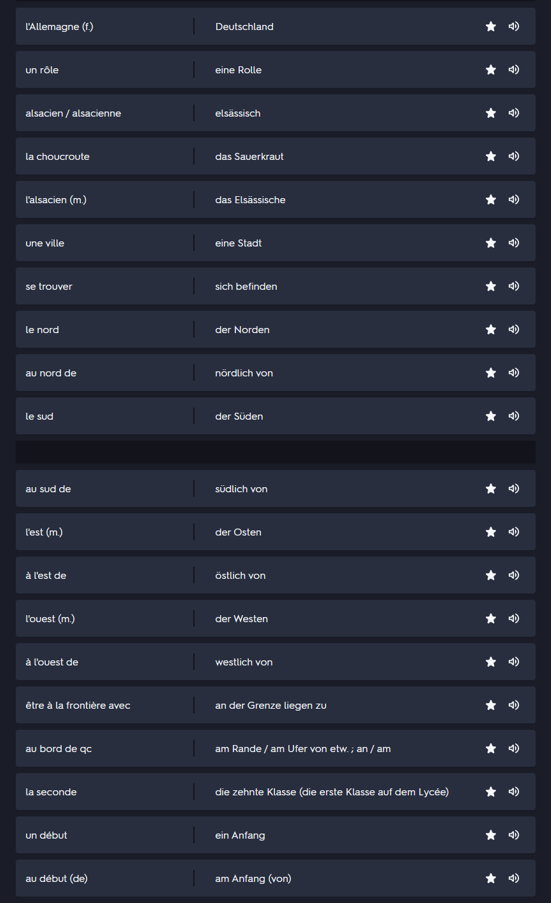 l'Allemagne (f.) Deutschland
un rôle eine Rolle
alsacien / alsacienne elsässisch
la choucroute das Sauerkraut
l'alsacien (m.) das Elsässische
une ville eine Stadt
se trouver sich befinden
le nord der Norden
au nord de nördlich von
le sud der Süden
au sud de südlich von
l'est (m.) der Osten
à l'est de östlich von
l'ouest (m.) der Westen
à l'ouest de westlich von
être à la frontière avec an der Grenze liegen zu
au bord de qc am Rande / am Ufer von etw. ; an / am
la seconde die zehnte Klasse (die erste Klasse auf dem Lycée)
un début ein Anfang
au début (de) am Anfang (von)